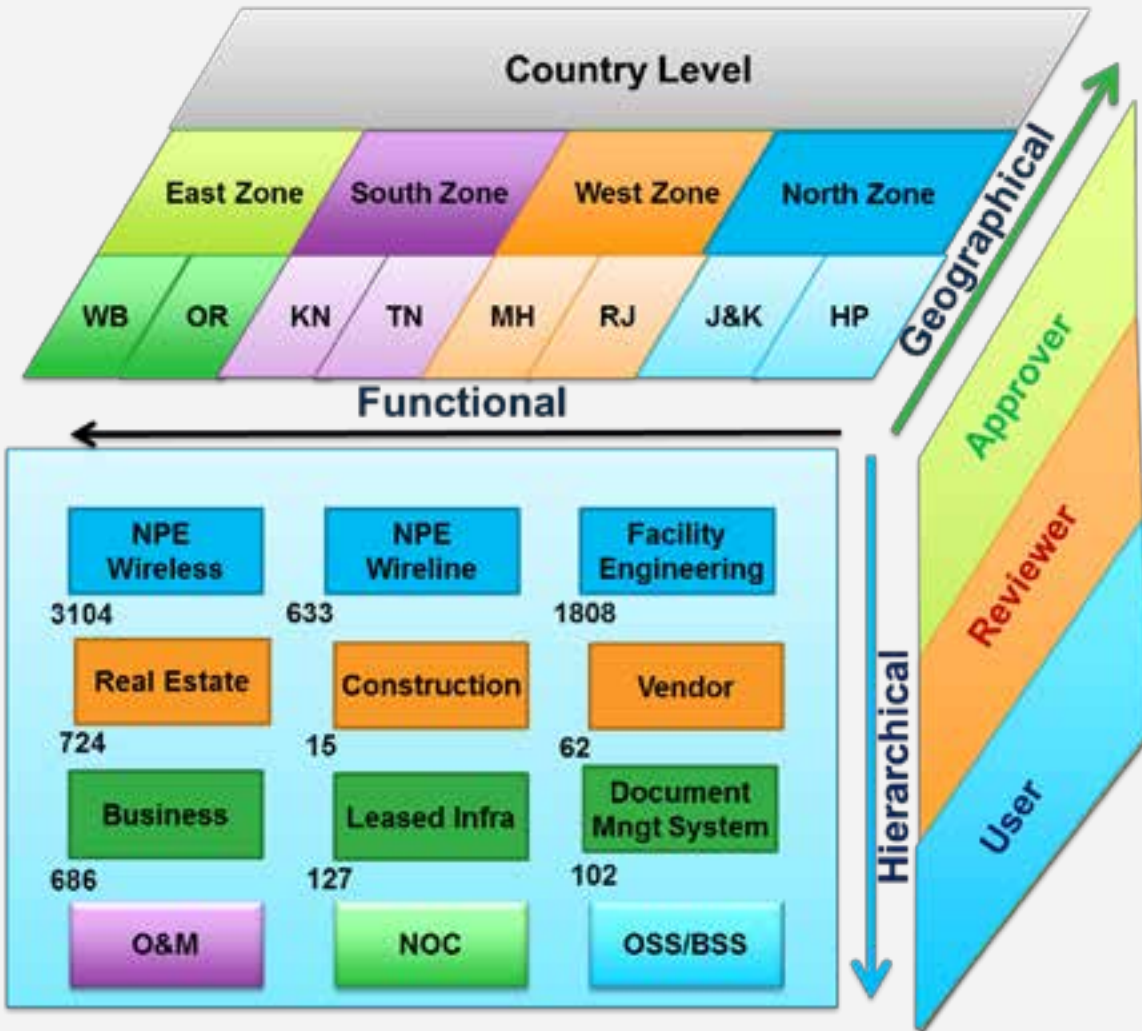 Country Level
East Zone South Zone West Zone North Zone
WB OR KN TN MH RJ J&K HP
Geographical
Functional
Approver
Reviewer
User
Hierarchical
NPE
Wireless
NPE
Wireline
Facility
Engineering
3104 633 1808
Real Estate Construction Vendor
724 15 62
Business Leased Infra
Document
Mngt System
686 127 102
O&M NOC OSS/BSS